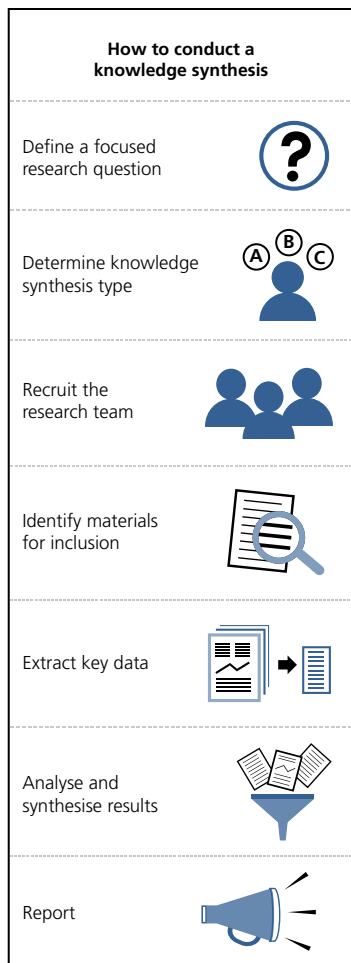 How to conduct a
knowledge synthesis
Define a focused
research question
?
Determine knowledge
synthesis type
A B C
Recruit the
research team
Identify materials
for inclusion
Extract key data
Analyse and
synthesise results
Report